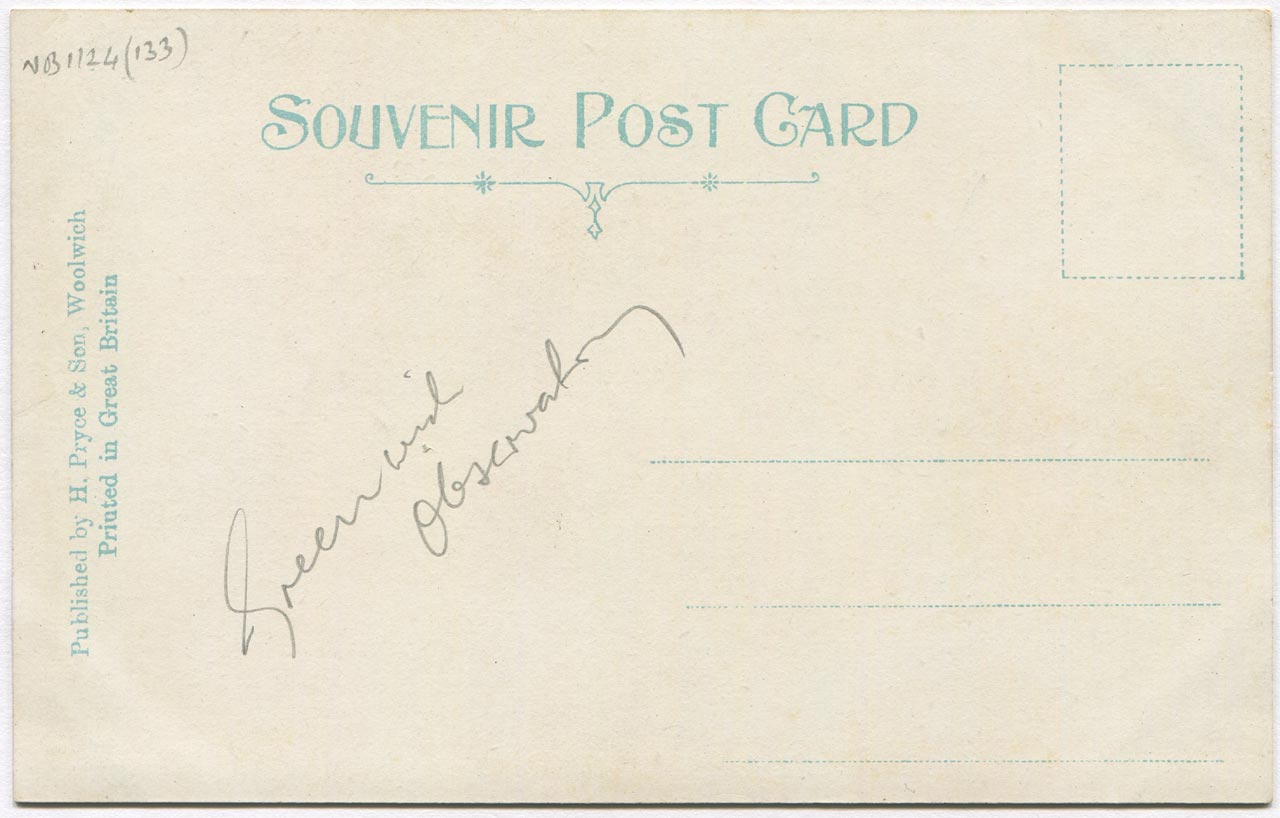 NB1124(133)
SOUVENIR POST CARD
Published by H. Pryce & Son, Woolwich
Printed in Great Britain
Greenwich
Observatory